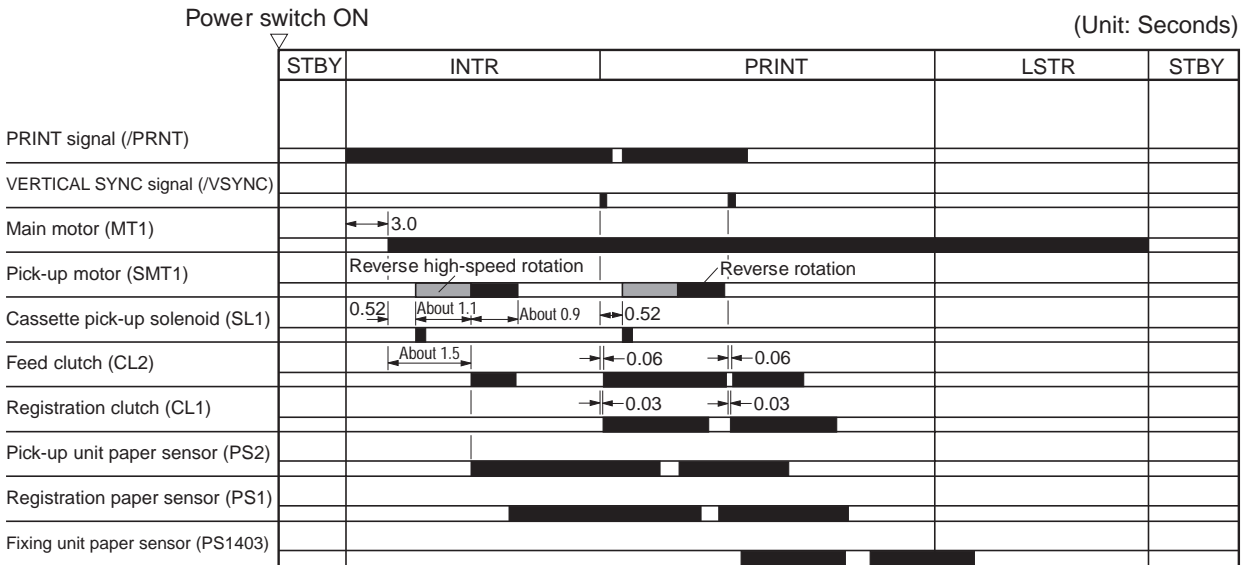 Power switch ON
(Unit: Seconds)
STBY INTR PRINT LSTR STBY
PRINT signal (/PRNT)
VERTICAL SYNC signal (/VSYNC)
Main motor (MT1) 3.0
Pick-up motor (SMT1) Reverse high-speed rotation Reverse rotation
Cassette pick-up solenoid (SL1) 0.52 About 1.1 About 0.9 0.52
Feed clutch (CL2) About 1.5 0.06 0.06
Registration clutch (CL1) 0.03 0.03
Pick-up unit paper sensor (PS2)
Registration paper sensor (PS1)
Fixing unit paper sensor (PS1403)